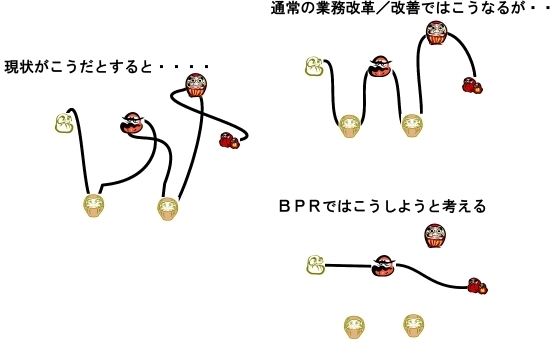 通常の業務改革／改善ではこうなるが・・
現状がこうだとすると・・・・
ＢＰＲではこうしようと考える